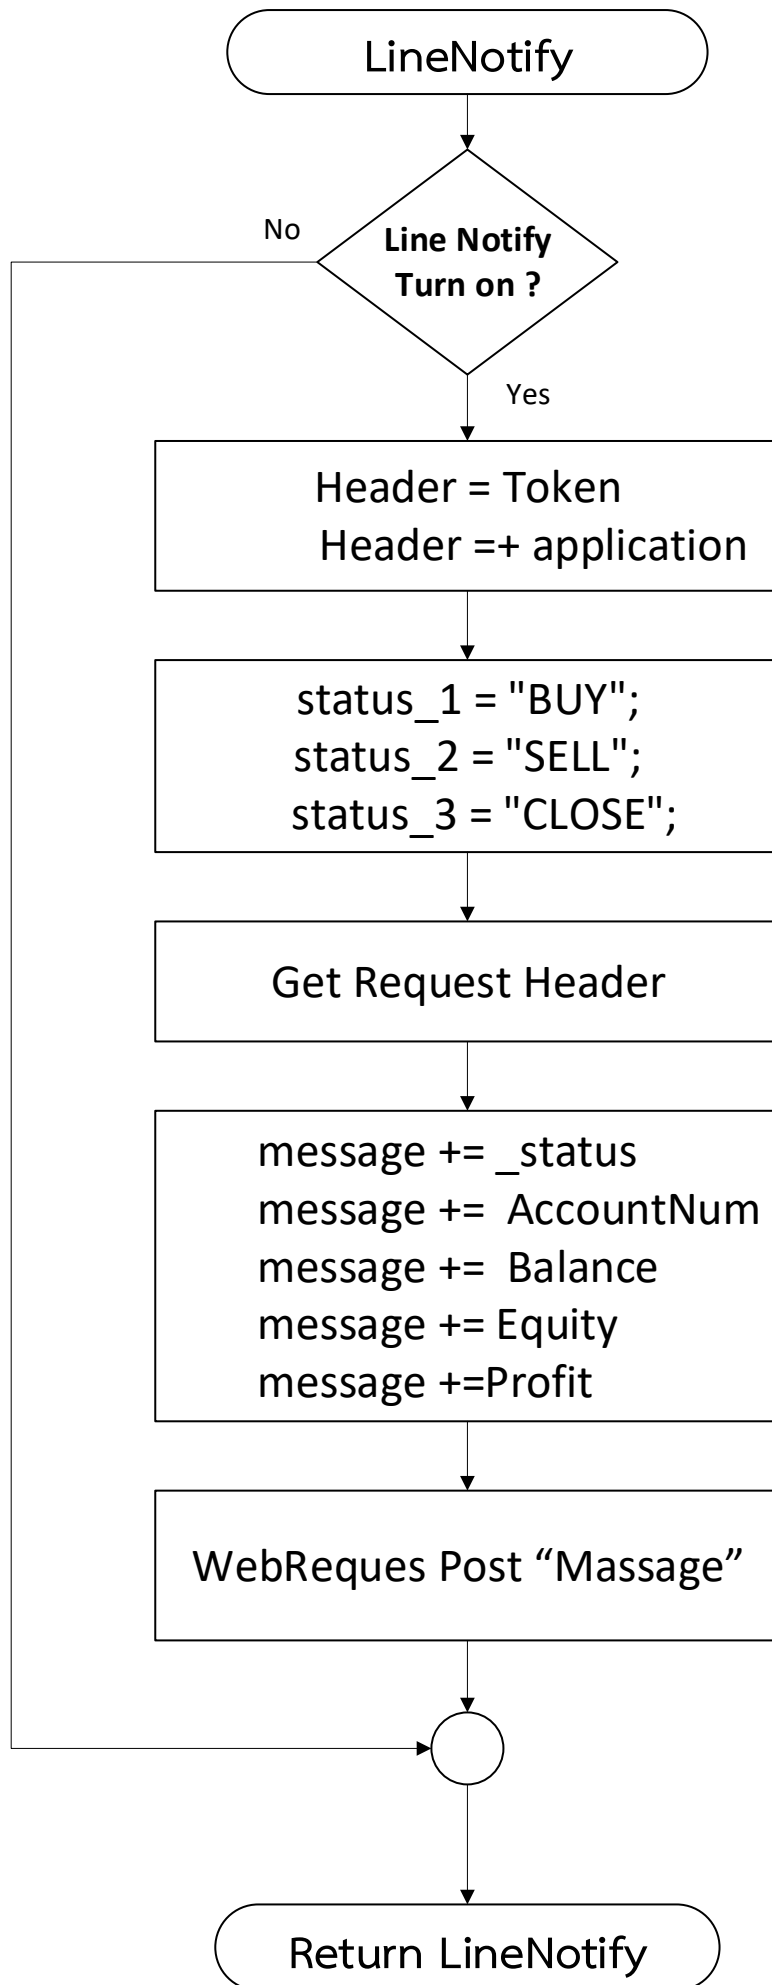 LineNotify
No
Line Notify
Turn on ?
Yes
Header = Token
Header =+ application
status_1 = "BUY";
status_2 = "SELL";
status_3 = "CLOSE";
Get Request Header
message += _status
message +=  AccountNum
message +=  Balance
message += Equity
message +=Profit
WebReques Post “Massage”
Return LineNotify